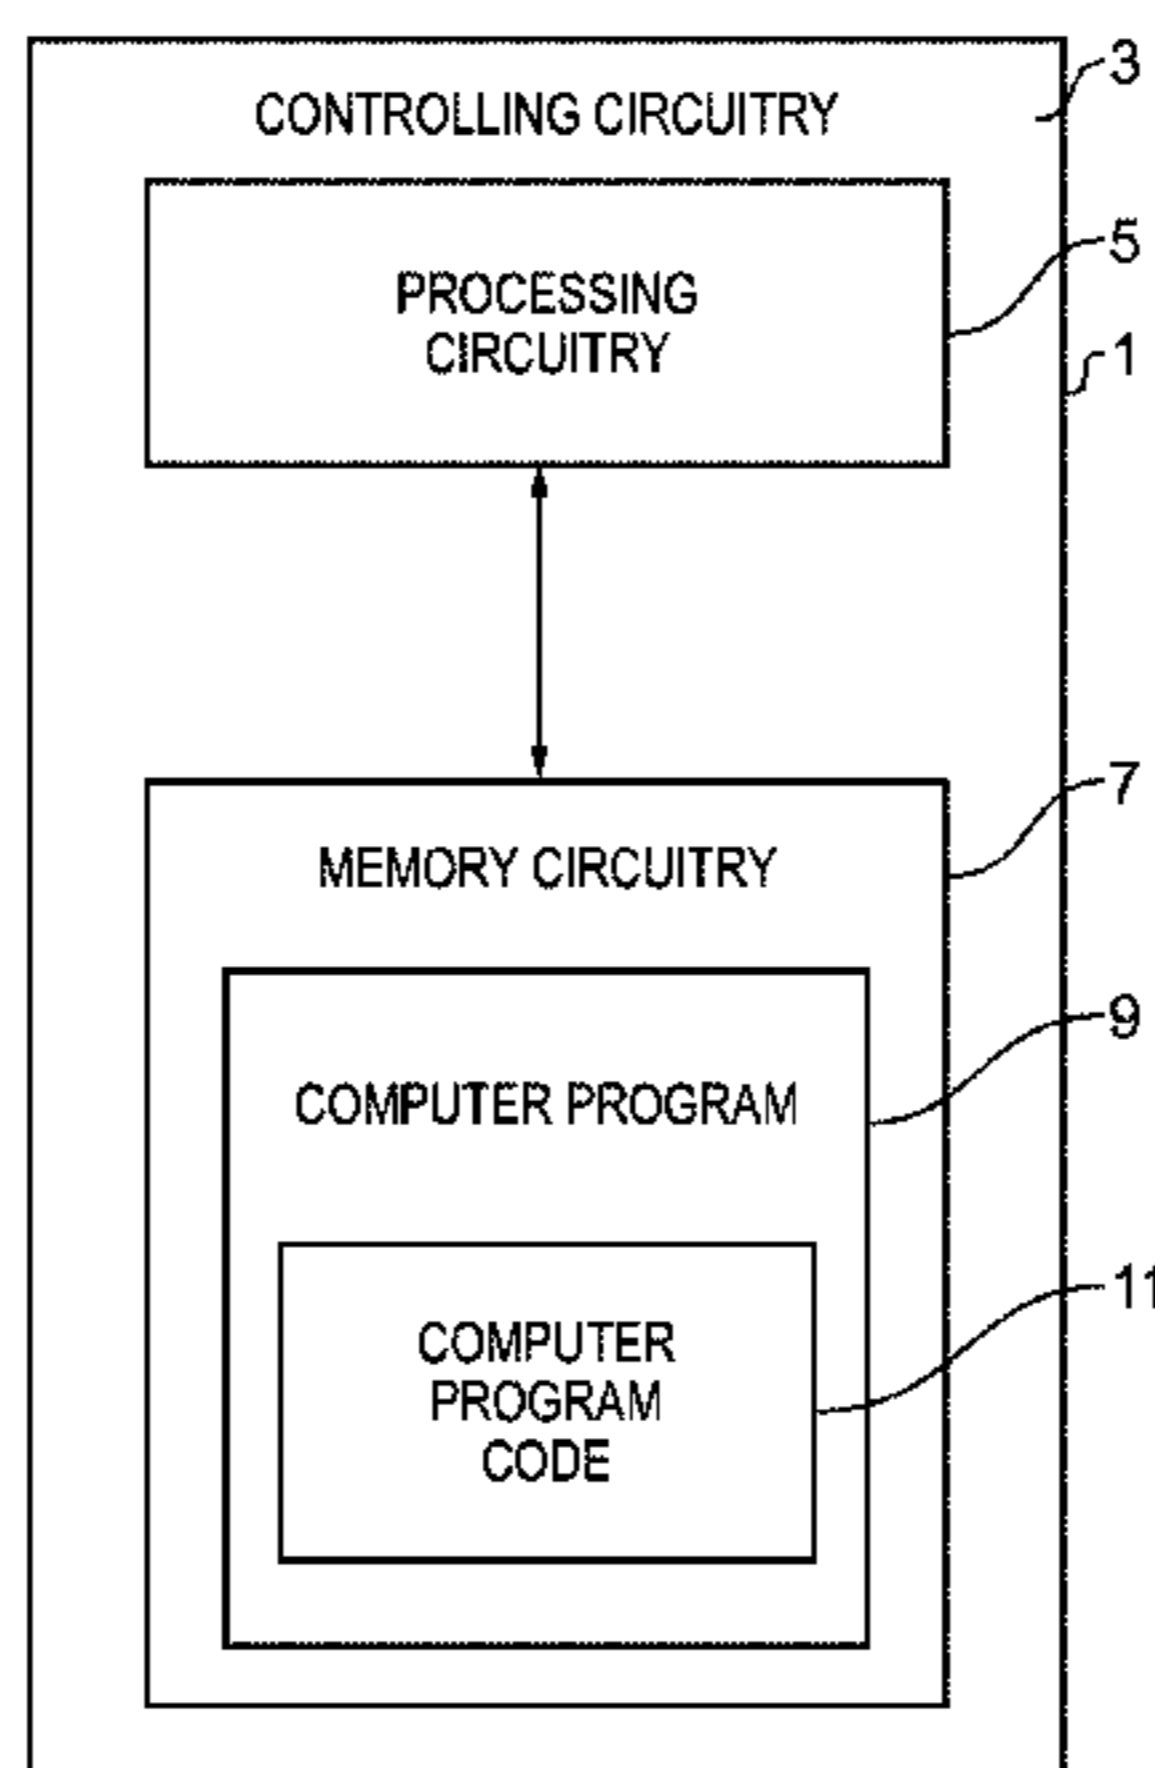 3
CONTROLLING CIRCUITRY
5
PROCESSING
CIRCUITRY
1
7
MEMORY CIRCUITRY
9
COMPUTER PROGRAM
11
COMPUTER
PROGRAM
CODE